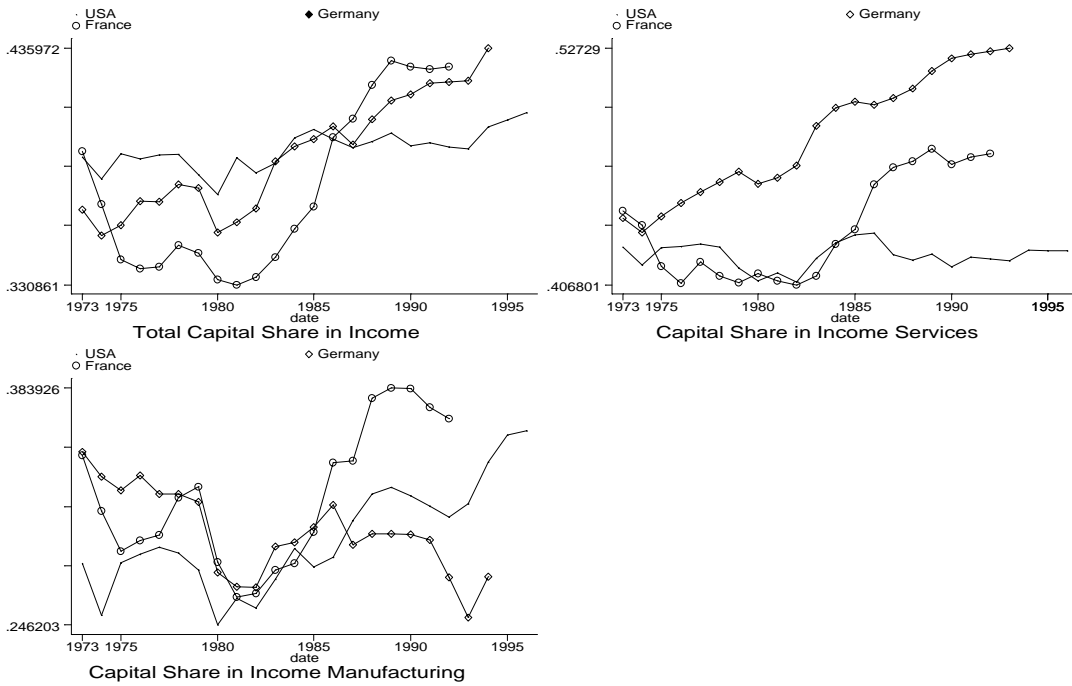 USA
Germany
France
.435972
.330861
1973 1975 1980 1985 1990 1995
date
Total Capital Share in Income
Germany
USA
France
.52729
.406801
1973 1975 1980 1985 1990 1995
date
Capital Share in Income Services
USA
Germany
France
.383926
.246203
1973 1975 1980 1985 1990 1995
date
Capital Share in Income Manufacturing